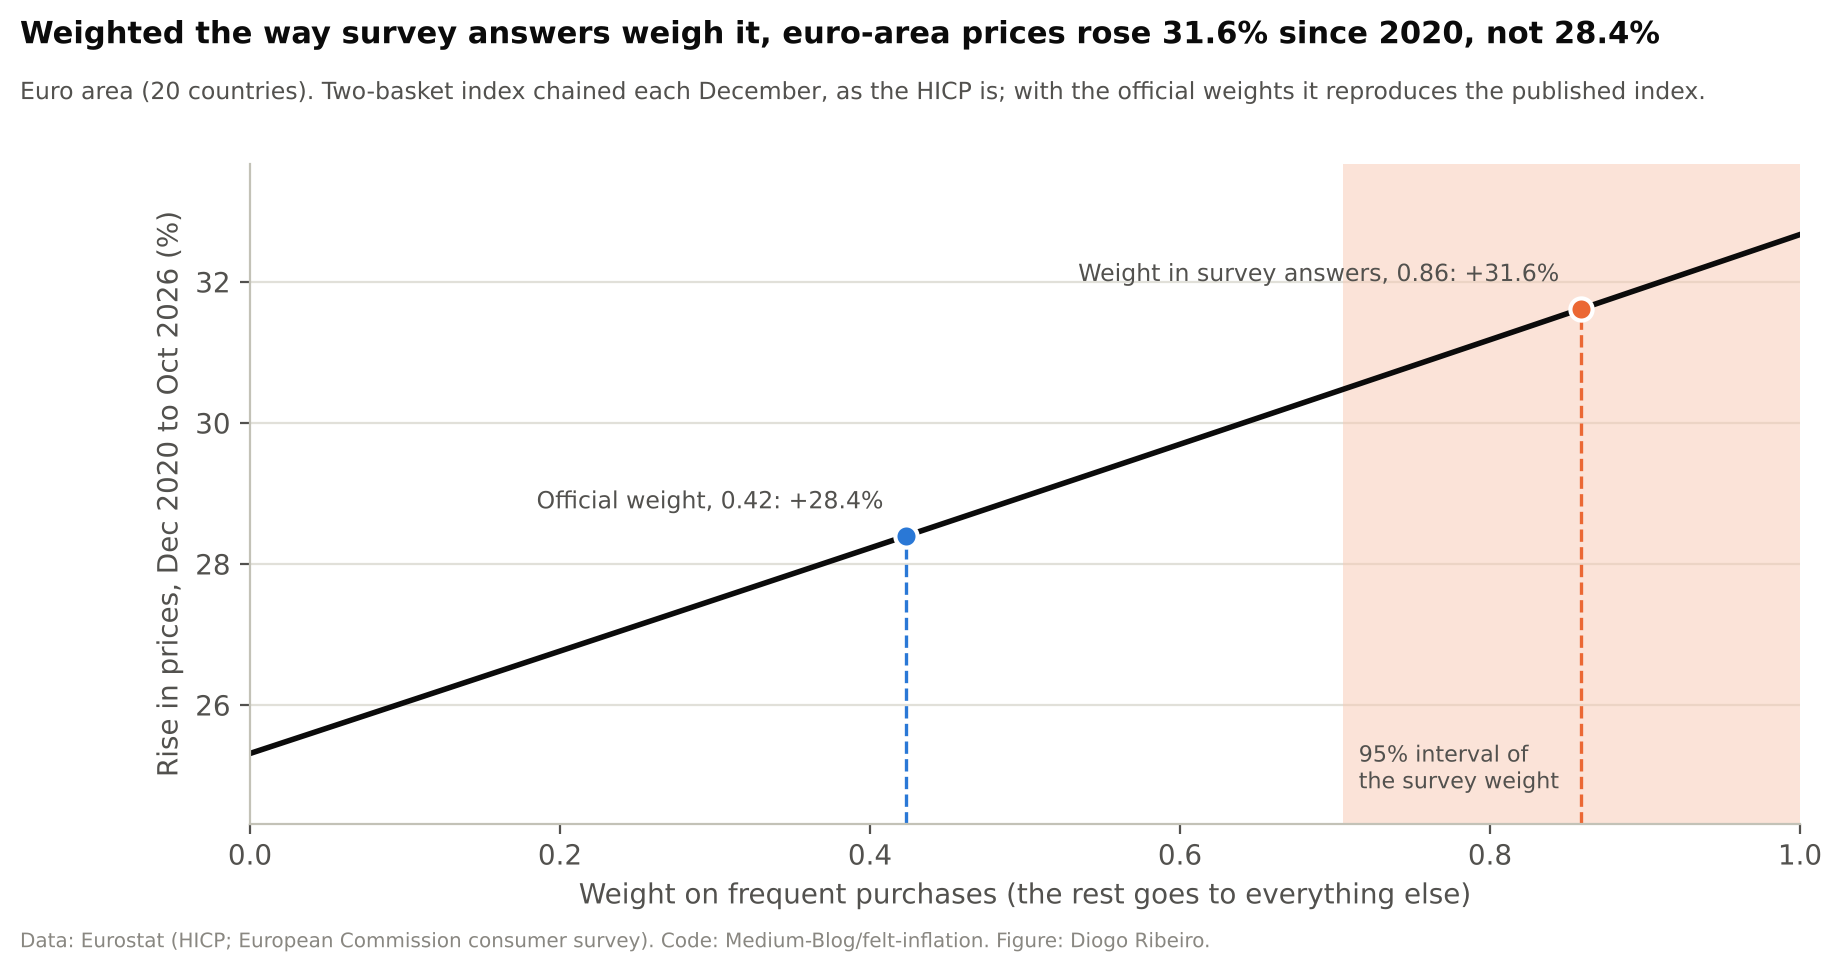 Weighted the way survey answers weigh it, euro-area prices rose 31.6% since 2020, not 28.4%
Euro area (20 countries). Two-basket index chained each December, as the HICP is; with the official weights it reproduces the published index.
Rise in prices, Dec 2020 to Oct 2026 (%)
32
30
28
26
Weight in survey answers, 0.86: +31.6%
Official weight, 0.42: +28.4%
95% interval of
the survey weight
0.0
0.2
0.4
0.6
0.8
1.0
Weight on frequent purchases (the rest goes to everything else)
Data: Eurostat (HICP; European Commission consumer survey). Code: Medium-Blog/felt-inflation. Figure: Diogo Ribeiro.